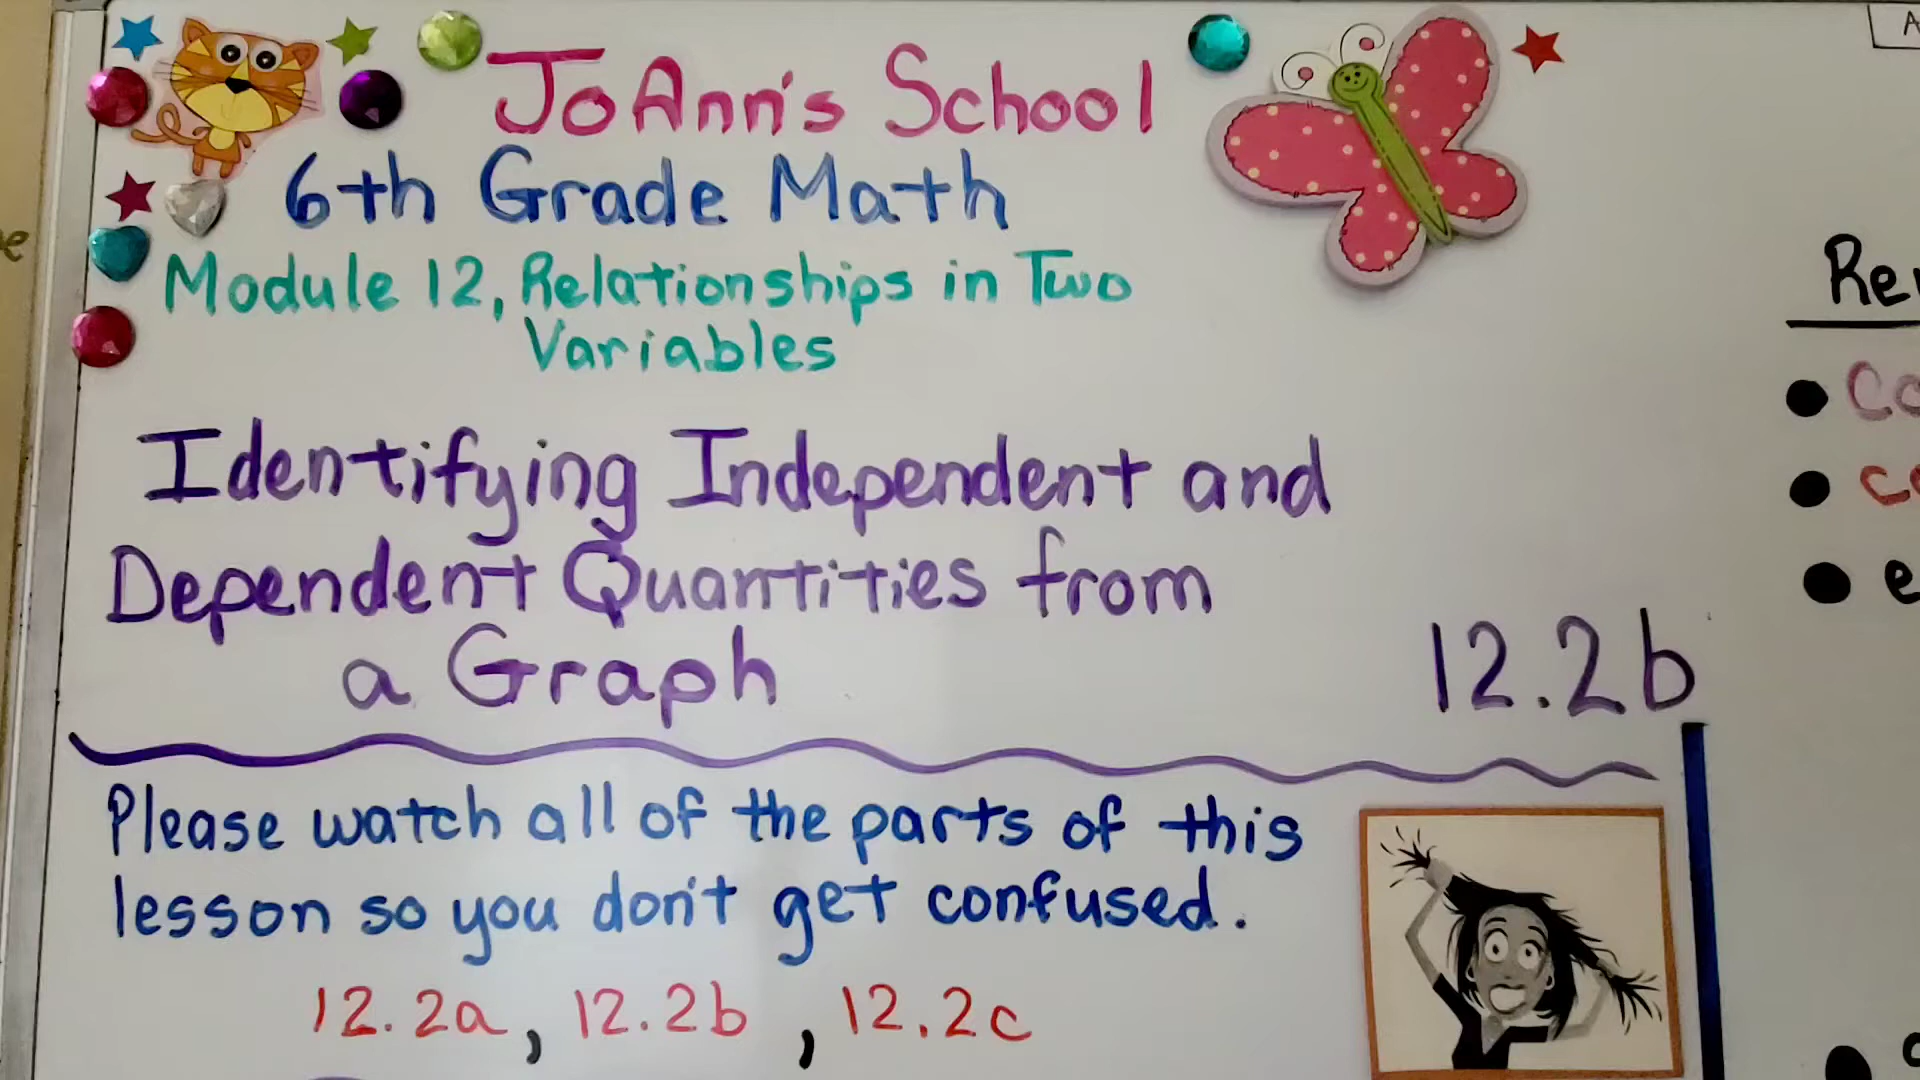 JoAnn's School
6th Grade Math
Module 12, Relationships in Two
Variables
Identifying Independent and
Dependent Quantities from
a Graph
12.2b
Please watch all of the parts of this
lesson so you don't get confused.
12.2a, 12.2b, 12.2c